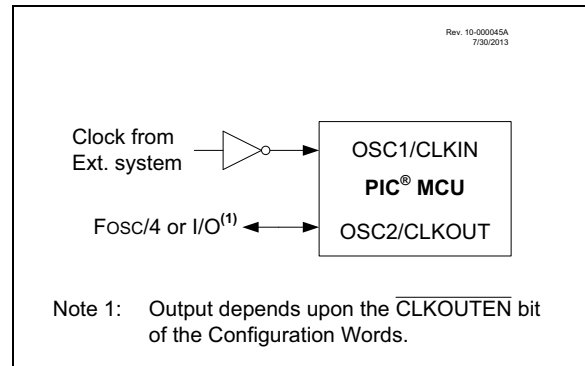 Rev. 10-000045A
7/30/2013
Clock from
Ext. system
OSC1/CLKIN
PIC® MCU
FOSC/4 or I/O(1)
OSC2/CLKOUT
Note 1: Output depends upon the CLKOUTEN bit
of the Configuration Words.